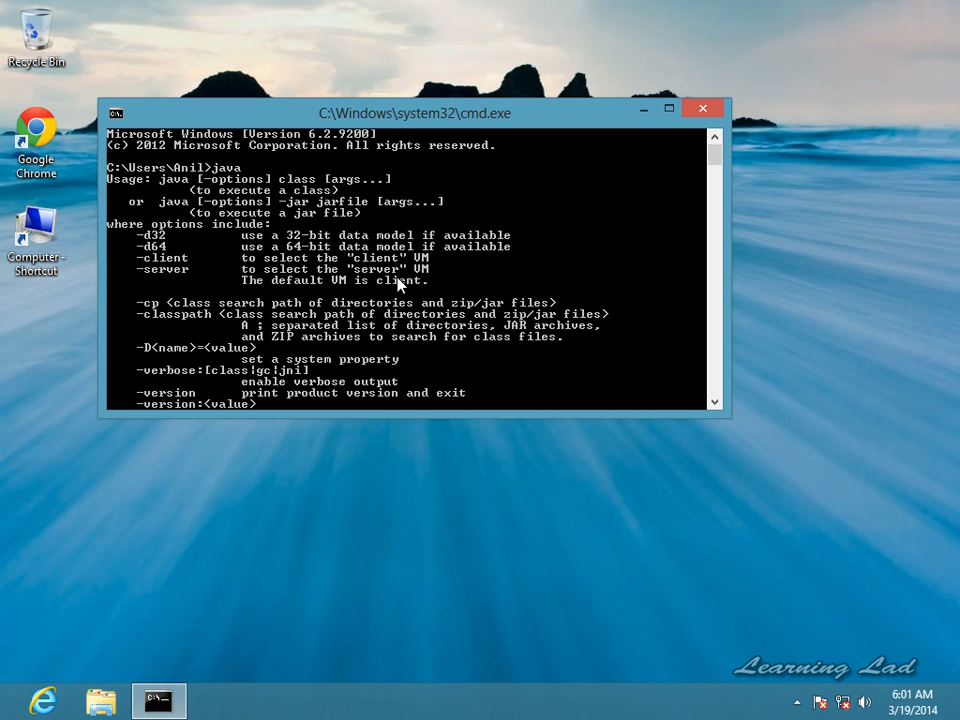 Recycle Bin
Google
Chrome
Computer -
Shortcut
C:\Windows\system32\cmd.exe
Microsoft Windows [Version 6.2.9200]
(c) 2012 Microsoft Corporation. All rights reserved.
C:\Users\Anil>java
Usage: java [-options] class [args...]
(to execute a class)
or java [-options] -jar jarfile [args...]
(to execute a jar file)
where options include:
-d32 use a 32-bit data model if available
-d64 use a 64-bit data model if available
-client to select the "client" VM
-server to select the "server" VM
The default VM is client.
-cp <class search path of directories and zip/jar files>
-classpath <class search path of directories and zip/jar files>
A ; separated list of directories, JAR archives,
and ZIP archives to search for class files.
-D<name>=<value>
set a system property
-verbose:[class|gc|jni]
enable verbose output
-version print product version and exit
-version:<value>
Learning Lad
6:01 AM
3/19/2014